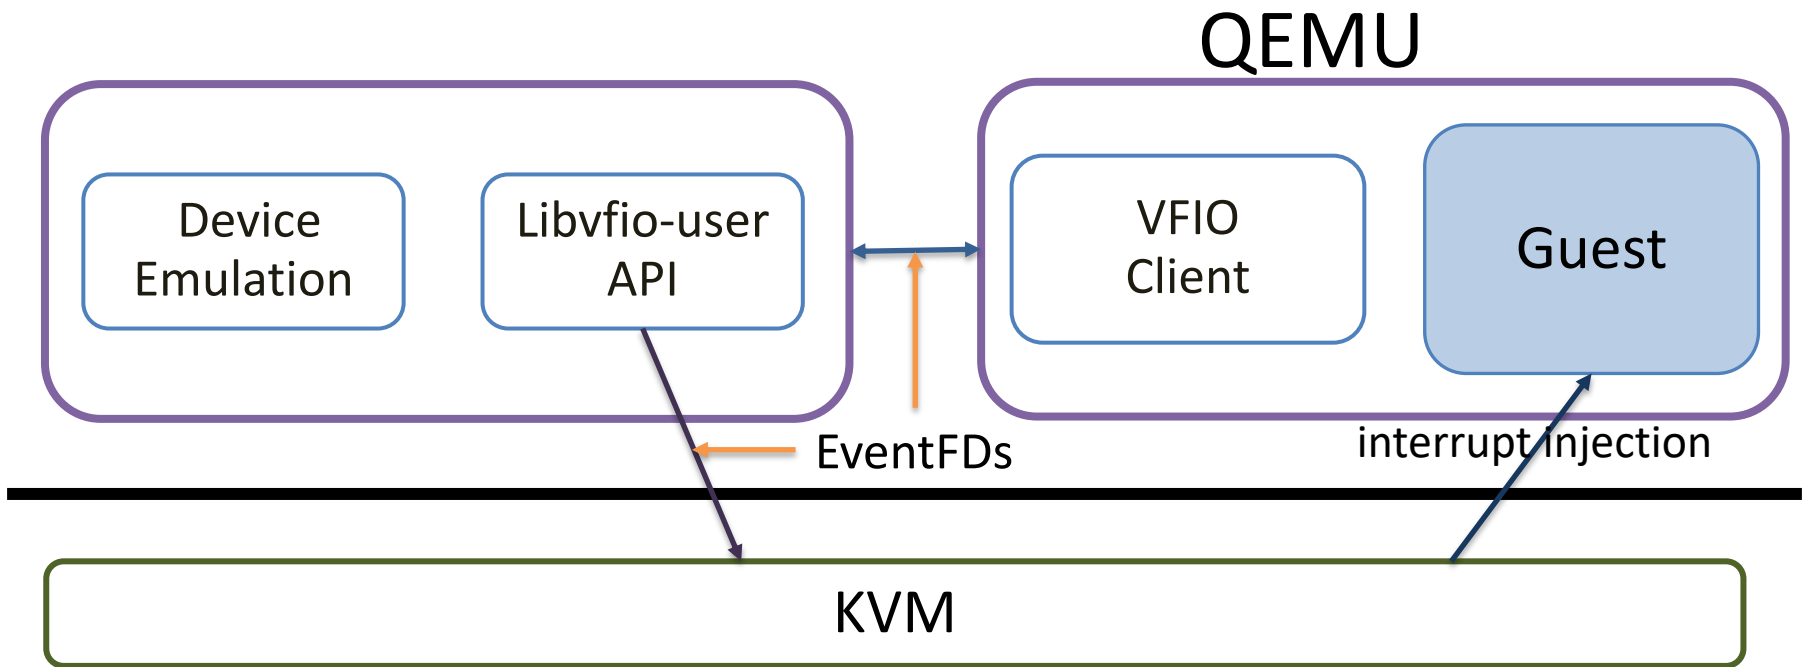 QEMU
Device
Emulation
Libvfio-user
API
VFIO
Client
Guest
EventFDs
interrupt injection
KVM